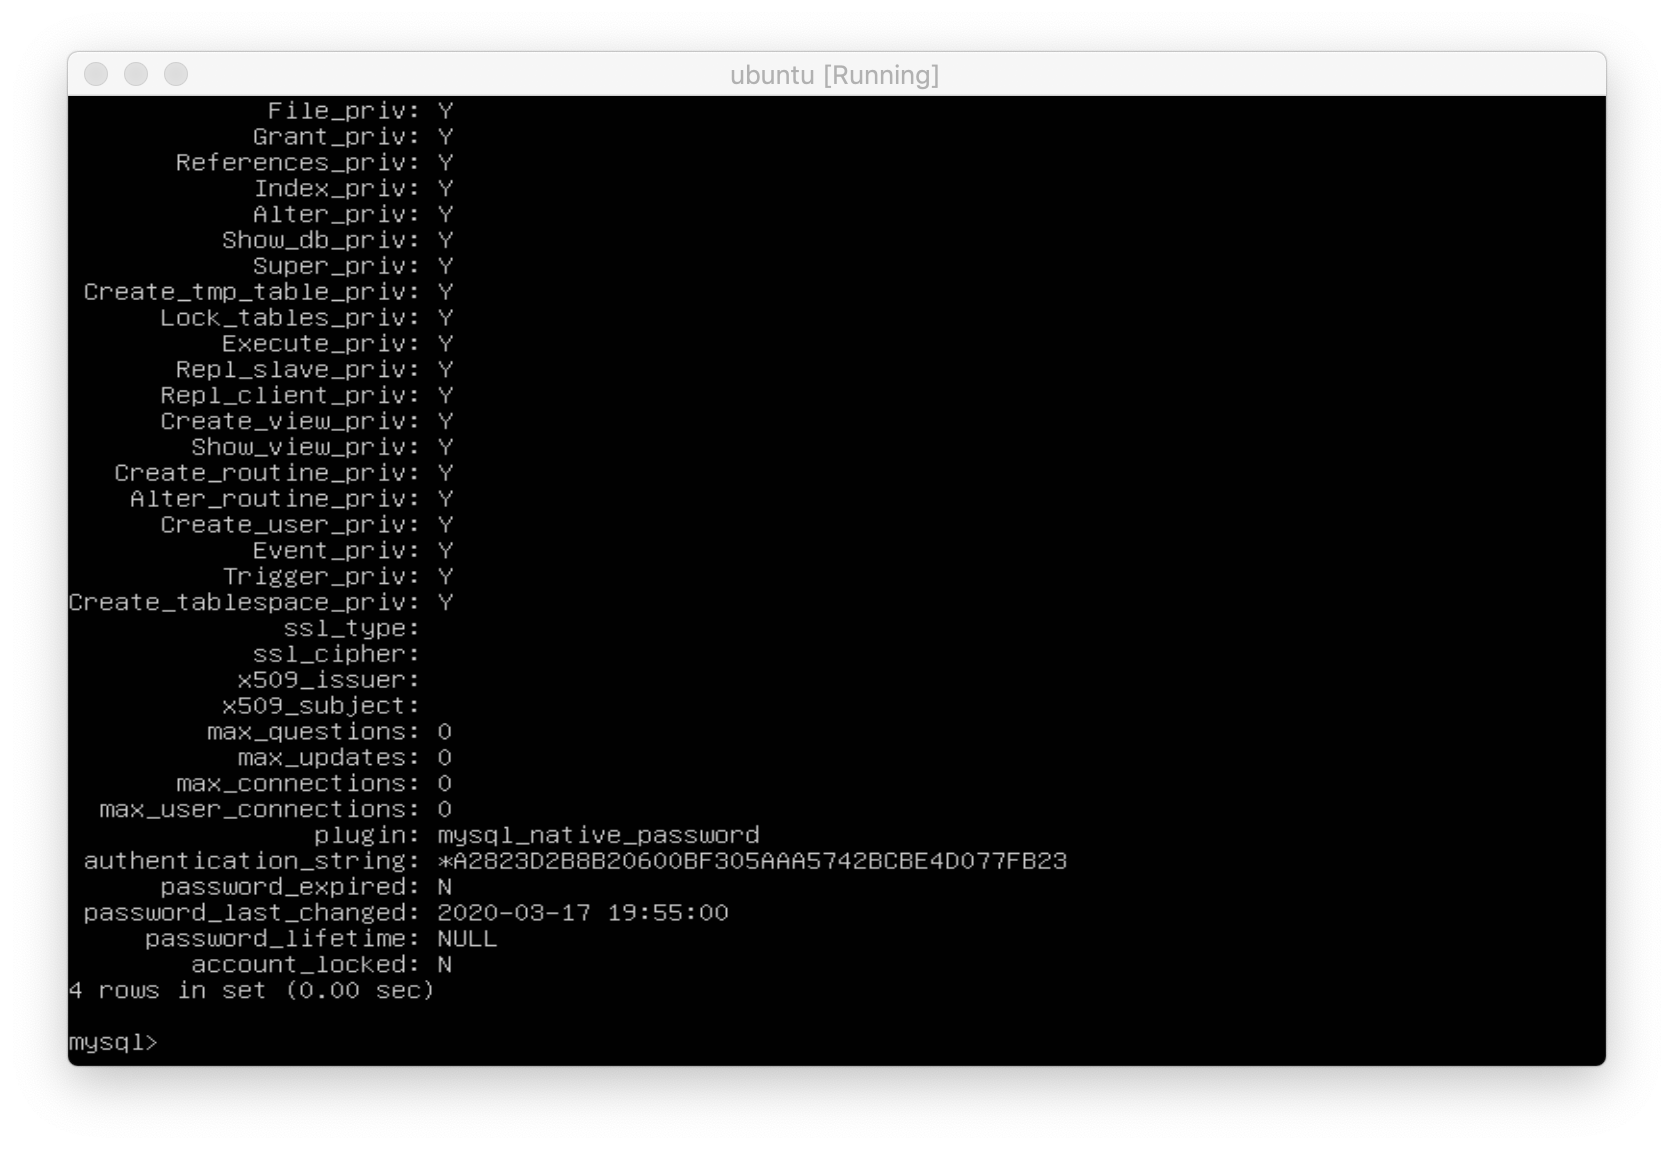 ubuntu [Running]
File_priv: Y
Grant_priv: Y
References_priv: Y
Index_priv: Y
Alter_priv: Y
Show_db_priv: Y
Super_priv: Y
Create_tmp_table_priv: Y
Lock_tables_priv: Y
Execute_priv: Y
Repl_slave_priv: Y
Repl_client_priv: Y
Create_view_priv: Y
Show_view_priv: Y
Create_routine_priv: Y
Alter_routine_priv: Y
Create_user_priv: Y
Event_priv: Y
Trigger_priv: Y
Create_tablespace_priv: Y
ssl_type:
ssl_cipher:
x509_issuer:
x509_subject:
max_questions: 0
max_updates: 0
max_connections: 0
max_user_connections: 0
plugin: mysql_native_password
authentication_string: *A2823D2B8B20600BF305AAA5742BCBE4D077FB23
password_expired: N
password_last_changed: 2020-03-17 19:55:00
password_lifetime: NULL
account_locked: N
4 rows in set (0.00 sec)
mysql>